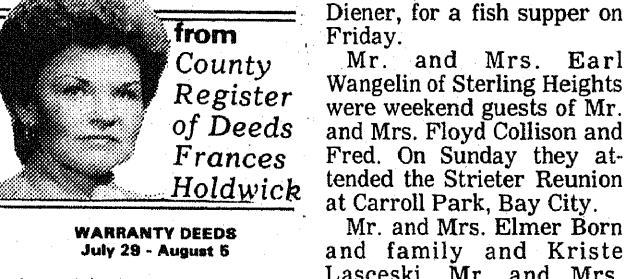 from
County
Register
of Deeds
Frances
Holdwick
WARRANTY DEEDS
July 29 - August 5
Diener, for a fish supper on
Friday.
Mr. and Mrs. Earl
Wangelin of Sterling Heights
were weekend guests of Mr.
and Mrs. Floyd Collison and
Fred. On Sunday they at-
tended the Strieter Reunion
at Carroll Park, Bay City.
Mr. and Mrs. Elmer Born
and family and Kriste
Lasceski, Mr. and Mrs.